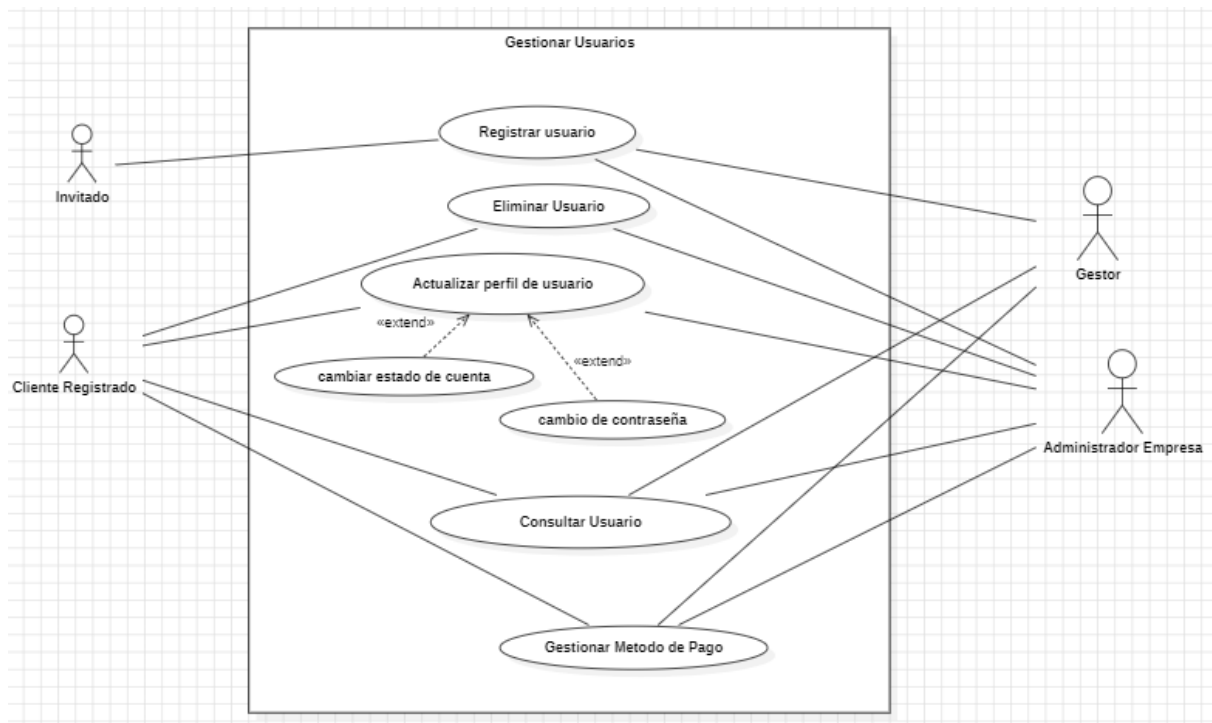 Gestionar Usuarios
Registrar usuario
Invitado
Eliminar Usuario
Gestor
Actualizar perfil de usuario
«extend»
«extend»
cambiar estado de cuenta
Cliente Registrado
cambio de contraseña
Administrador Empresa
Consultar Usuario
Gestionar Metodo de Pago